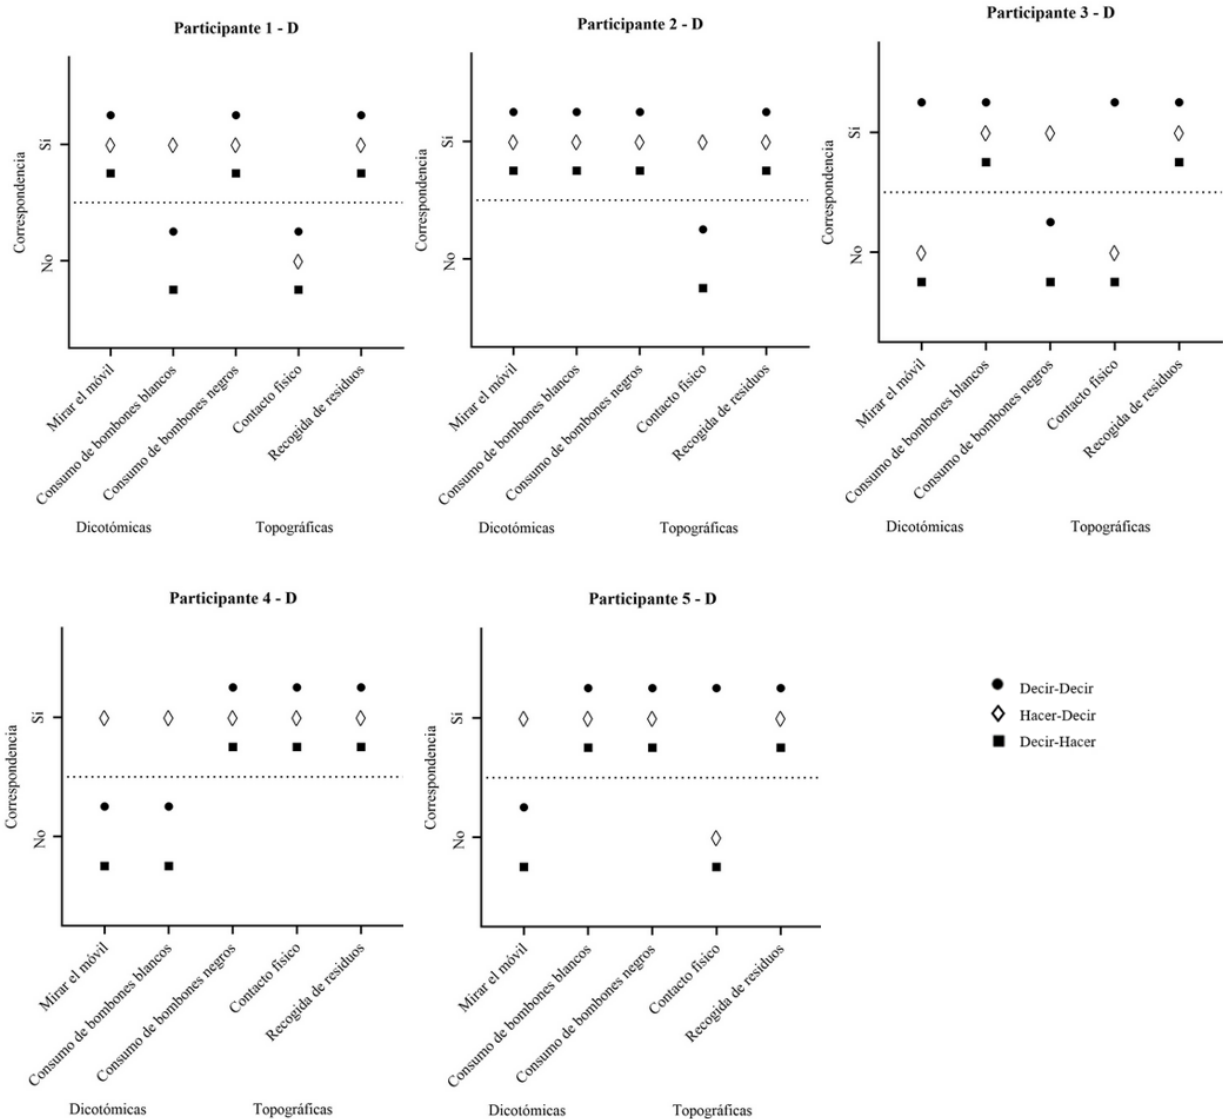 Participante 1 - D
Correspondencia
Si
No
Mirar el móvil
Consumo de bombones blancos
Consumo de bombones negros
Contacto físico
Recogida de residuos
Dicotómicas
Topográficas
Participante 2 - D
Correspondencia
Si
No
Mirar el móvil
Consumo de bombones blancos
Consumo de bombones negros
Contacto físico
Recogida de residuos
Dicotómicas
Topográficas
Participante 3 - D
Correspondencia
Si
No
Mirar el móvil
Consumo de bombones blancos
Consumo de bombones negros
Contacto físico
Recogida de residuos
Dicotómicas
Topográficas
Participante 4 - D
Correspondencia
Si
No
Mirar el móvil
Consumo de bombones blancos
Consumo de bombones negros
Contacto físico
Recogida de residuos
Dicotómicas
Topográficas
Participante 5 - D
Correspondencia
Si
No
Mirar el móvil
Consumo de bombones blancos
Consumo de bombones negros
Contacto físico
Recogida de residuos
Dicotómicas
Topográficas
Decir-Decir
Hacer-Decir
Decir-Hacer